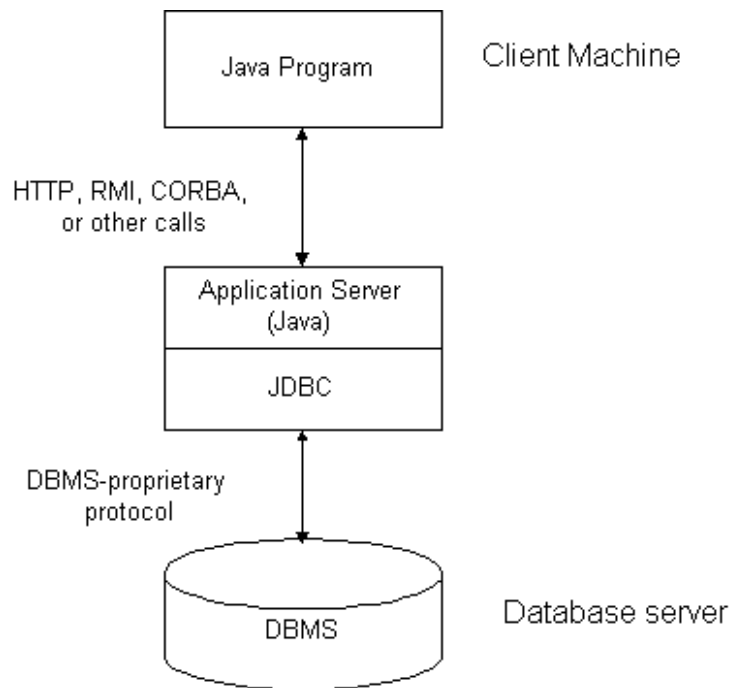 Java Program
Client Machine
HTTP, RMI, CORBA,
or other calls
Application Server
(Java)
JDBC
DBMS-proprietary
protocol
DBMS
Database server